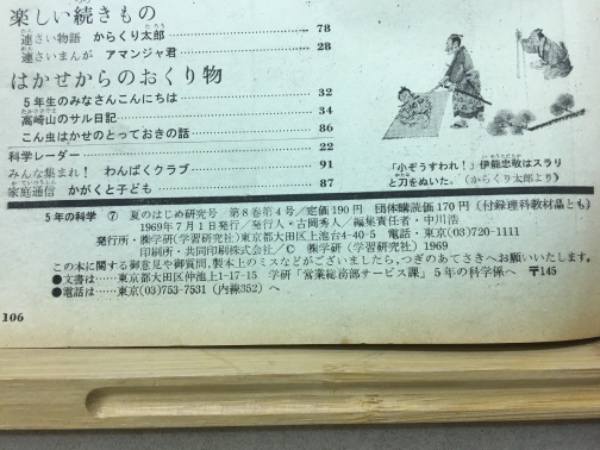 楽しい続きもの
連さい物語 からくり太郎 78
連さいまんが アマンジャ君 28
はかせからのおくり物
5年生のみなさんこんにちは 32
高崎山のサル日記 34
こん虫はかせのとっておきの話 86
科学レーダー 22
みんな集まれ! わんぱくクラブ 91
家庭通信 かがくと子ども 87
「小ぞうすわれ!」伊能忠敬はスラリ
と刀をぬいた。(からくり太郎より)
5年の科学 ⑦ 夏のはじめ研究号/第8巻第4号/定価190円 団体購読価170円(付録理科教材品とも)
1969年7月1日発行/発行人・古岡秀人/編集責任者・中川浩
発行所・㈱学研(学習研究社)東京都大田区上池台4-40-5 電話・東京(03)720-1111
印刷所・共同印刷株式会社/C ㈱学研(学習研究社)1969
この本に関する御意見や御質問、製本上のミスなどがございましたら、つぎのあてさきへお願いいたします。
●文書は……東京都大田区仲池上1-17-15 学研「営業総務部サービス課」5年の科学係へ 〒145
●電話は……東京(03)753-7531(内線352)へ
106